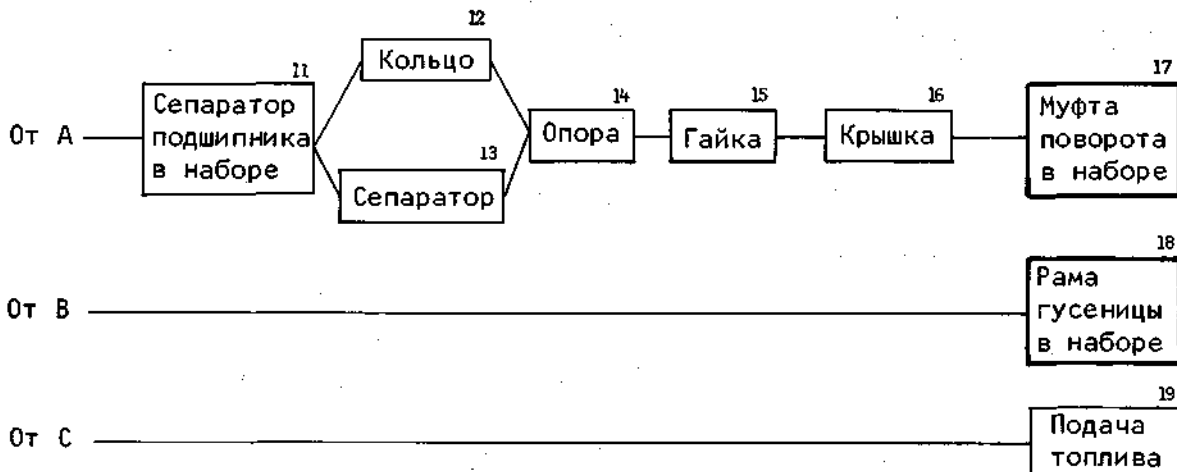 12
Кольцо
11
Сепаратор
подшипника
в наборе
От А
14
Опора
15
Гайка
16
Крышка
17
Муфта
поворота
в наборе
13
Сепаратор
18
Рама
гусеницы
в наборе
От В
19
Подача
топлива
От С